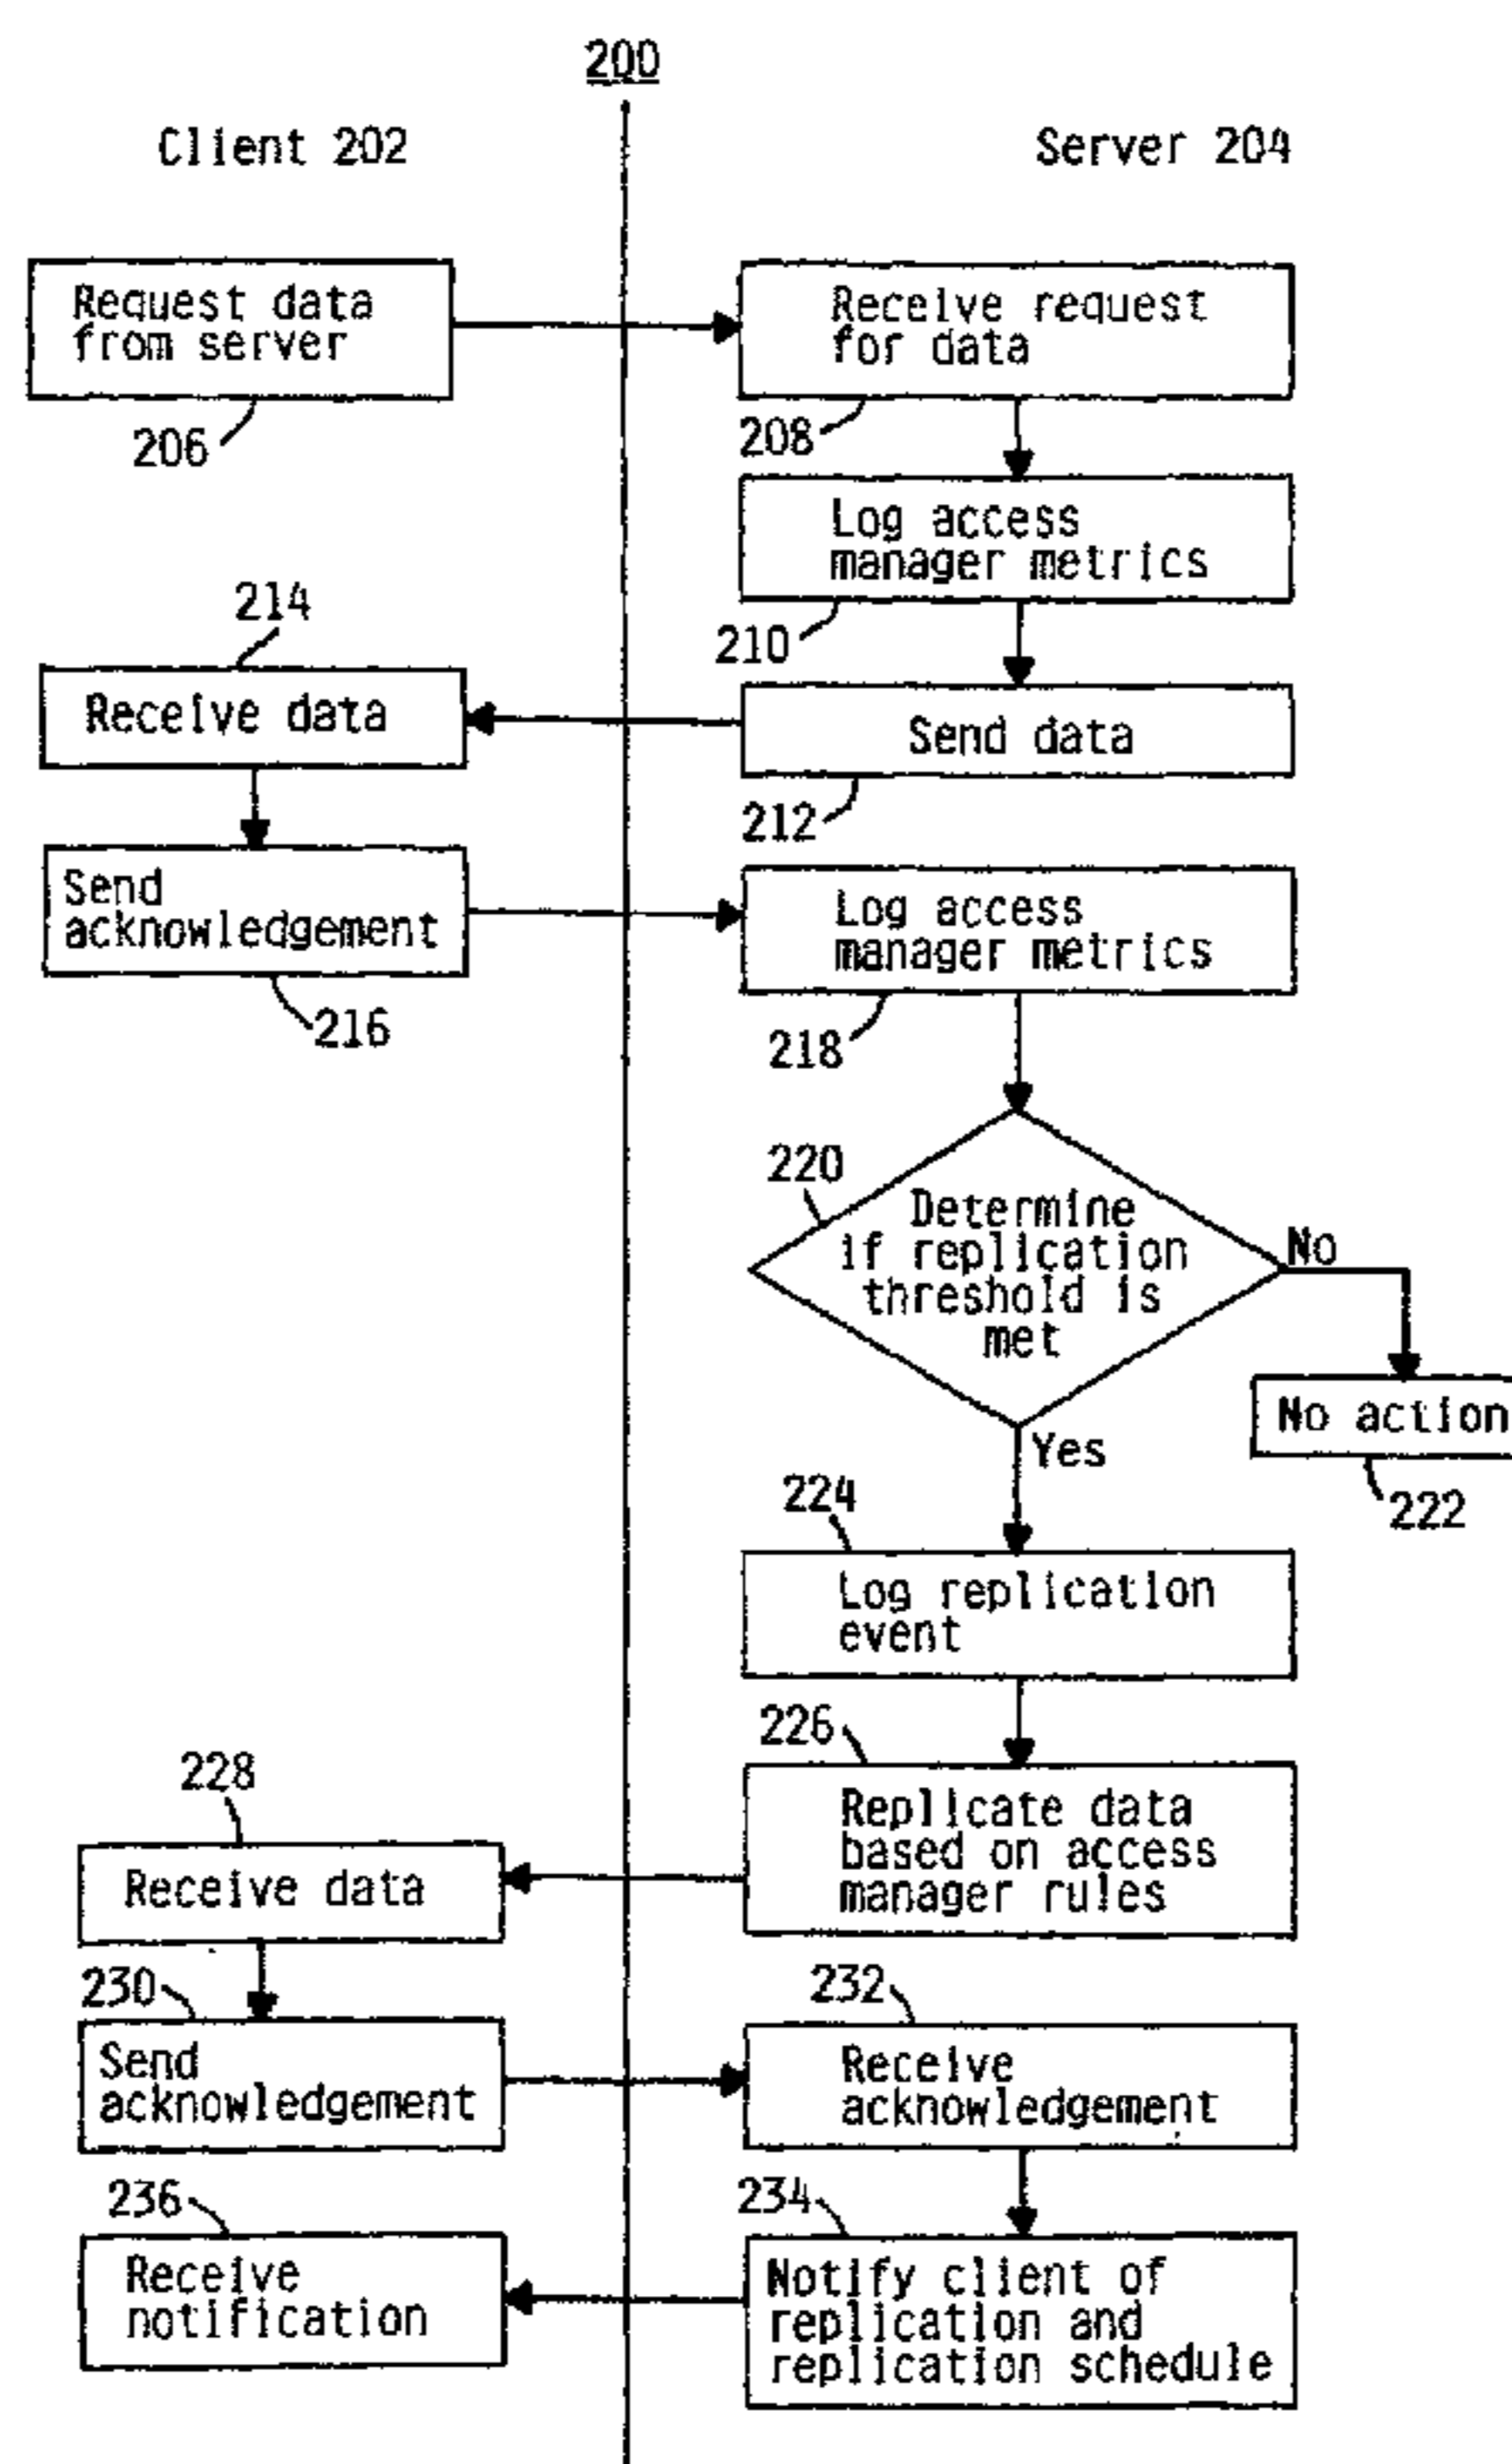 200
Client 202
Server 204
Request data
from server
206
Receive request
for data
208
Log access
manager metrics
210
214
Receive data
Send data
212
Send
acknowledgement
216
Log access
manager metrics
218
220
Determine
if replication
threshold is
met
No
No action
222
Yes
224
Log replication
event
226
Replicate data
based on access
manager rules
228
Receive data
230
Send
acknowledgement
232
Receive
acknowledgement
234
Notify client of
replication and
replication schedule
236
Receive
notification